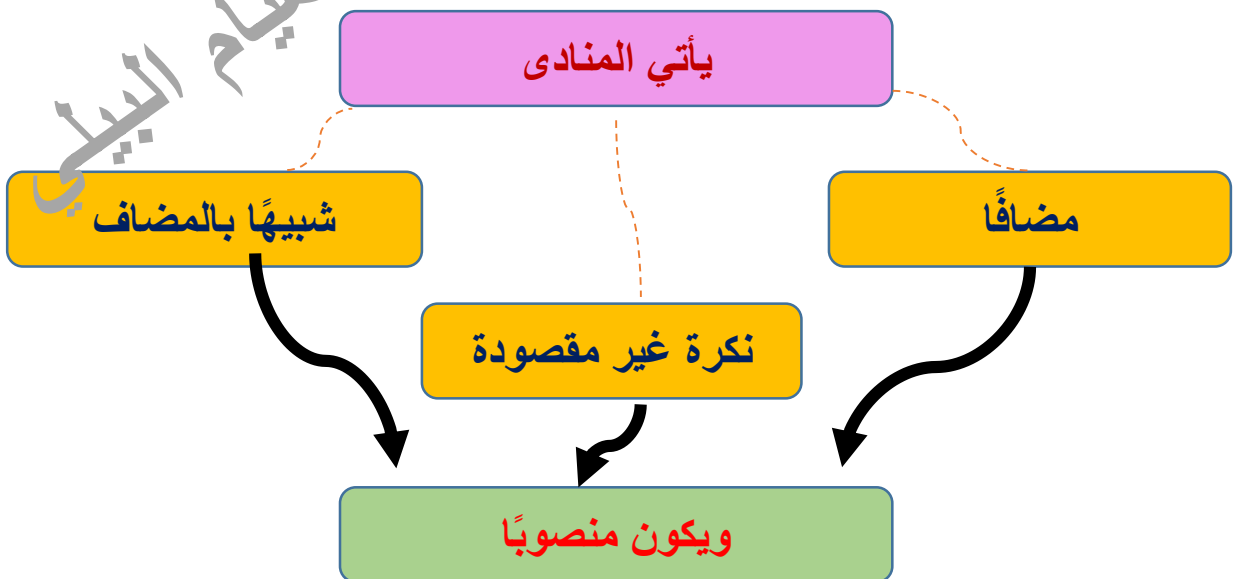 يأتي المنادى
مضافًا
شبيهًا بالمضاف
نكرة غير مقصودة
ويكون منصوبًا